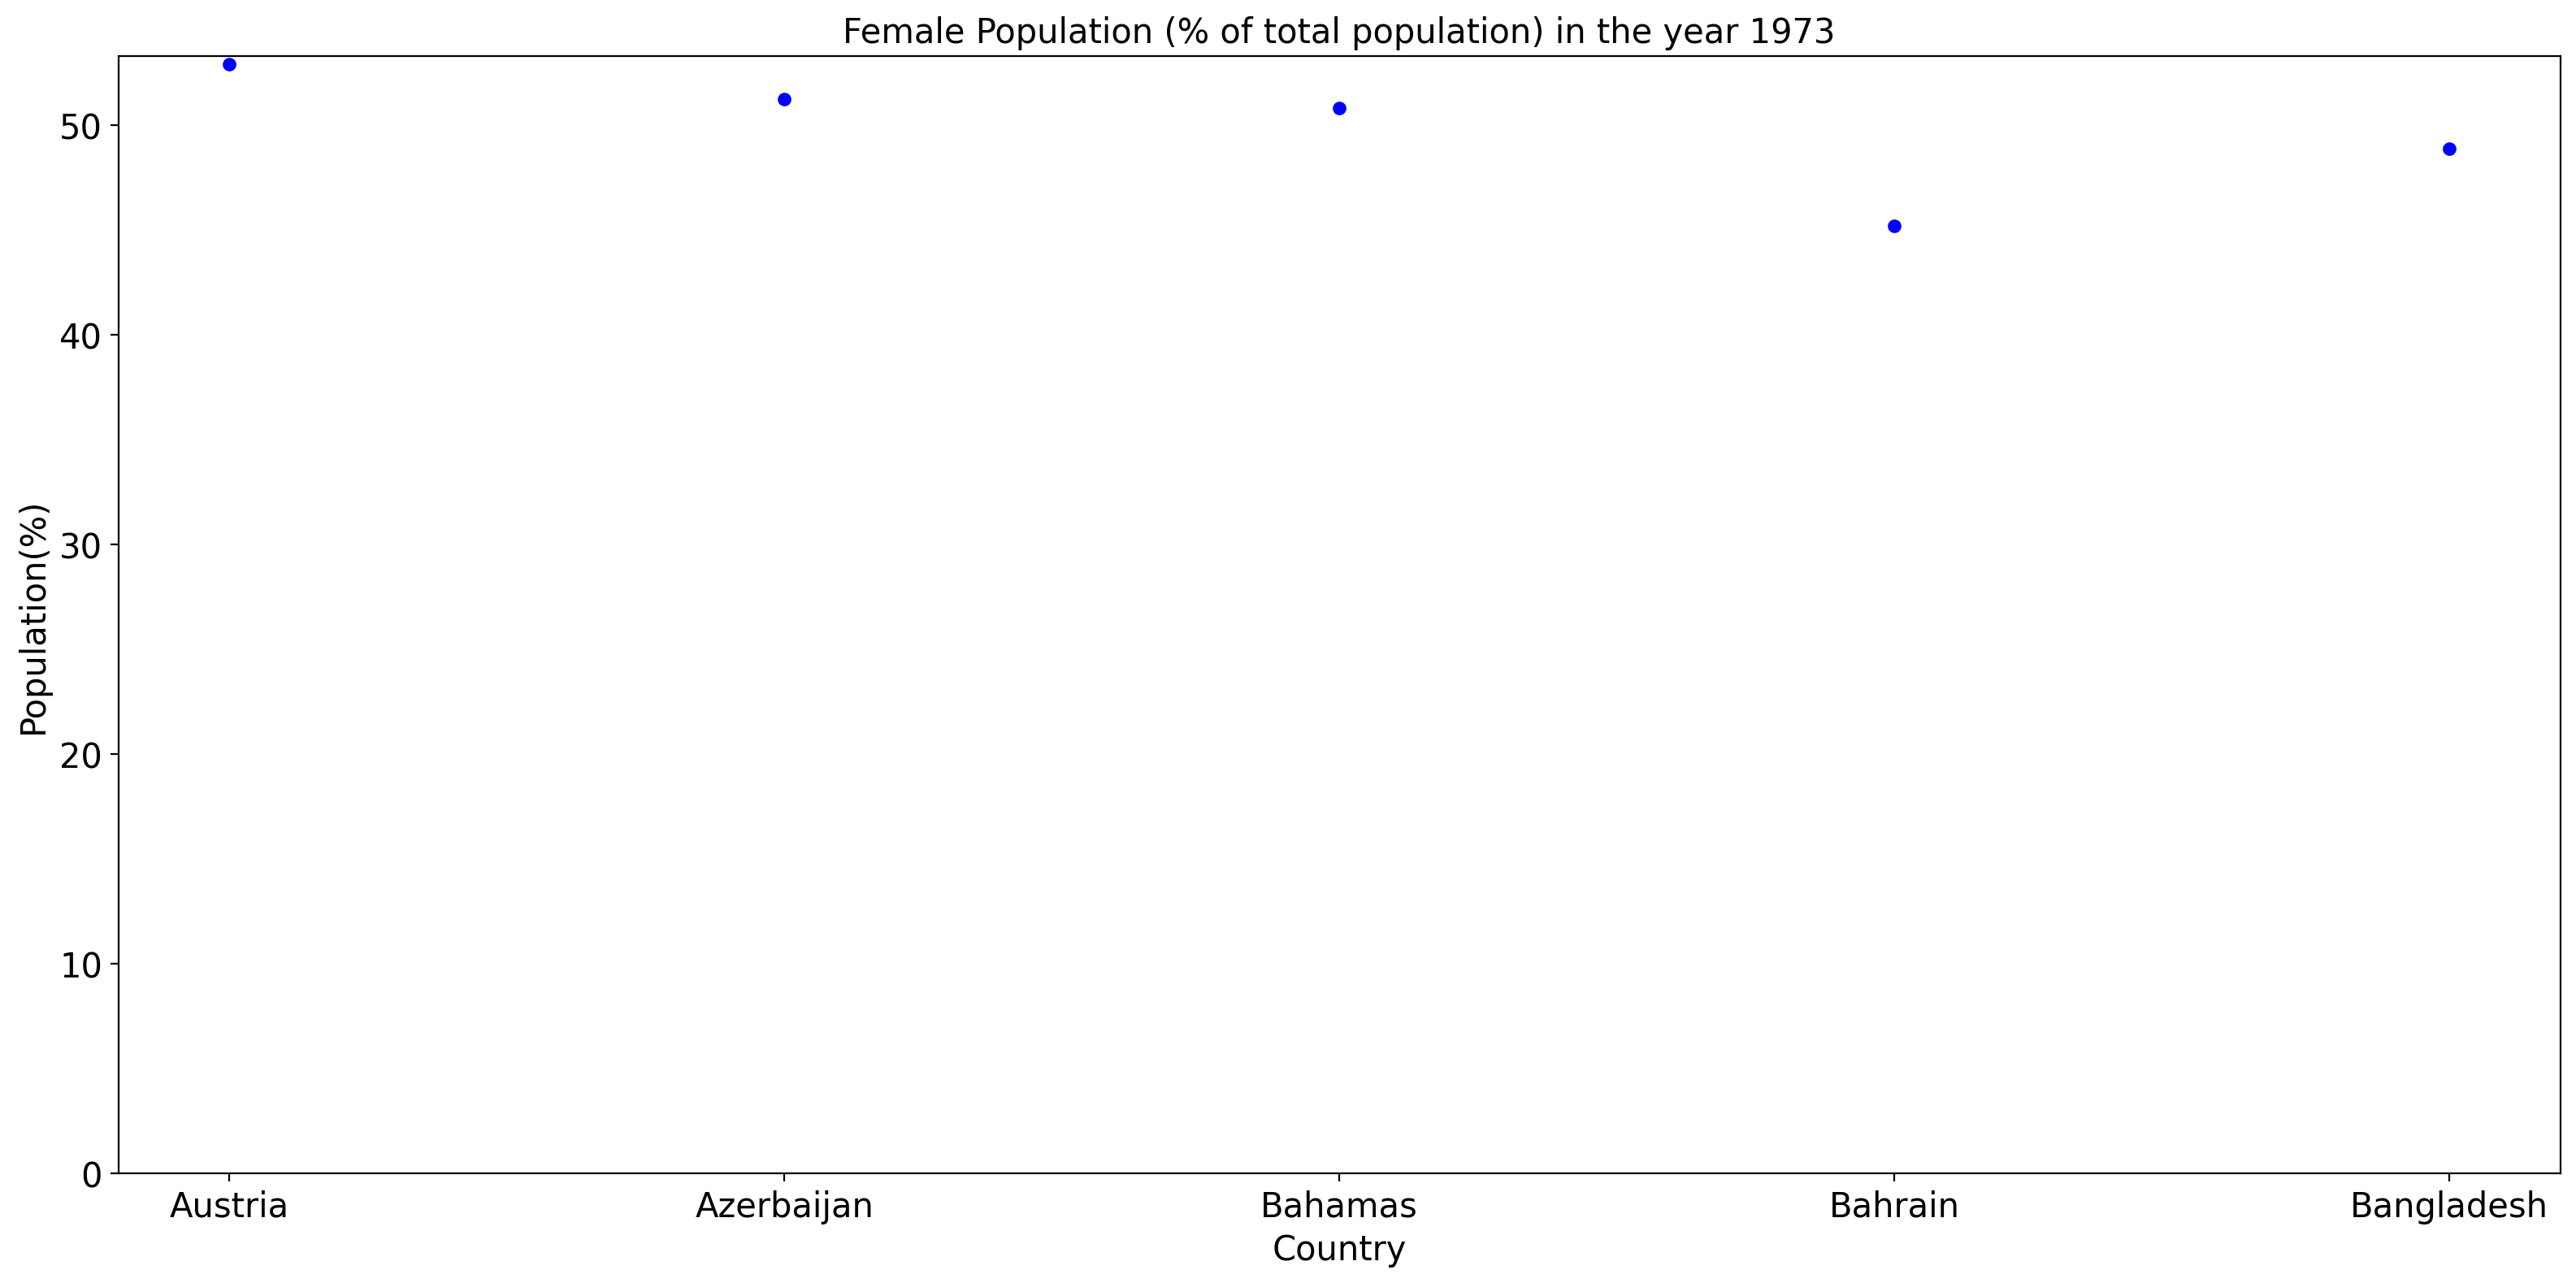 Female Population (% of total population) in the year 1973
Population(%)
50
40
30
20
10
0
Austria Azerbaijan Bahamas Bahrain Bangladesh
Country